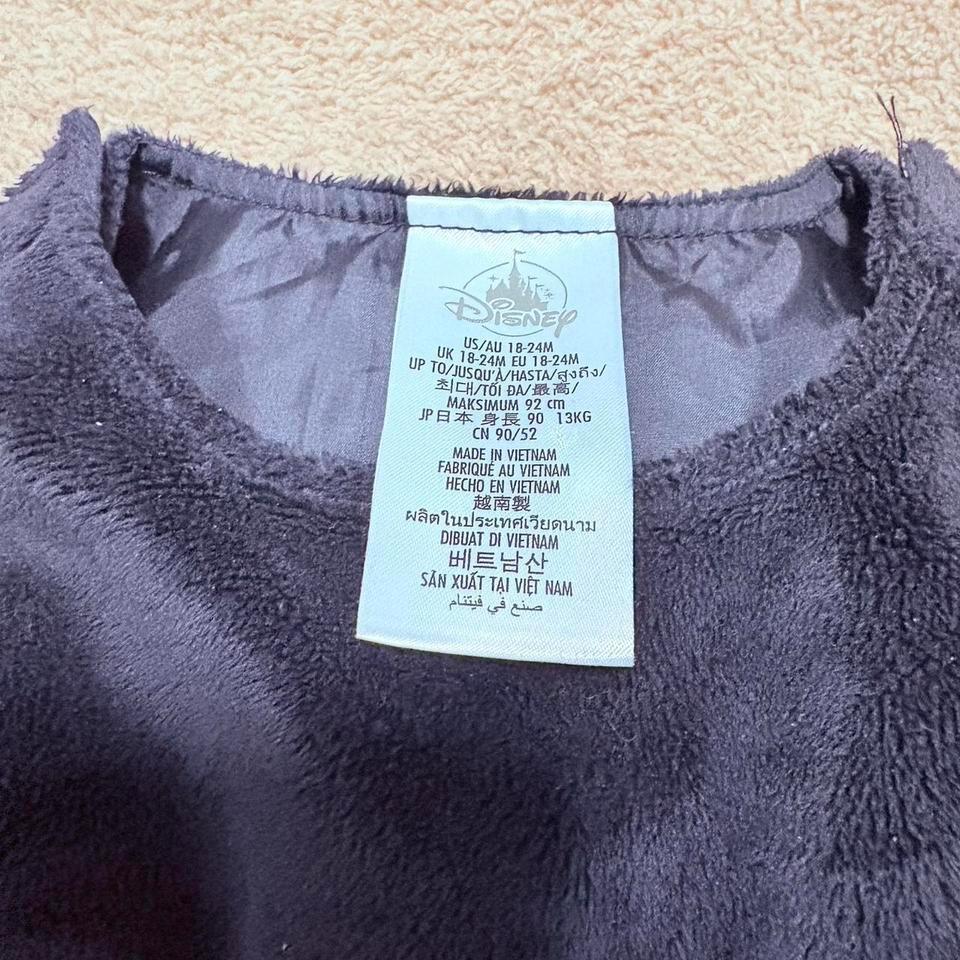 Disney
US/AU 18-24M
UK 18-24M EU 18-24M
UP TO/JUSQU'À/HASTA/สูงถึง/
최대/TỐI ĐA/最高/
MAKSIMUM 92 cm
JP日本 身長 90 13KG
CN 90/52
MADE IN VIETNAM
FABRIQUÉ AU VIETNAM
HECHO EN VIETNAM
越南製
ผลิตในประเทศเวียดนาม
DIBUAT DI VIETNAM
베트남산
SẢN XUẤT TẠI VIỆT NAM
صنع في فيتنام